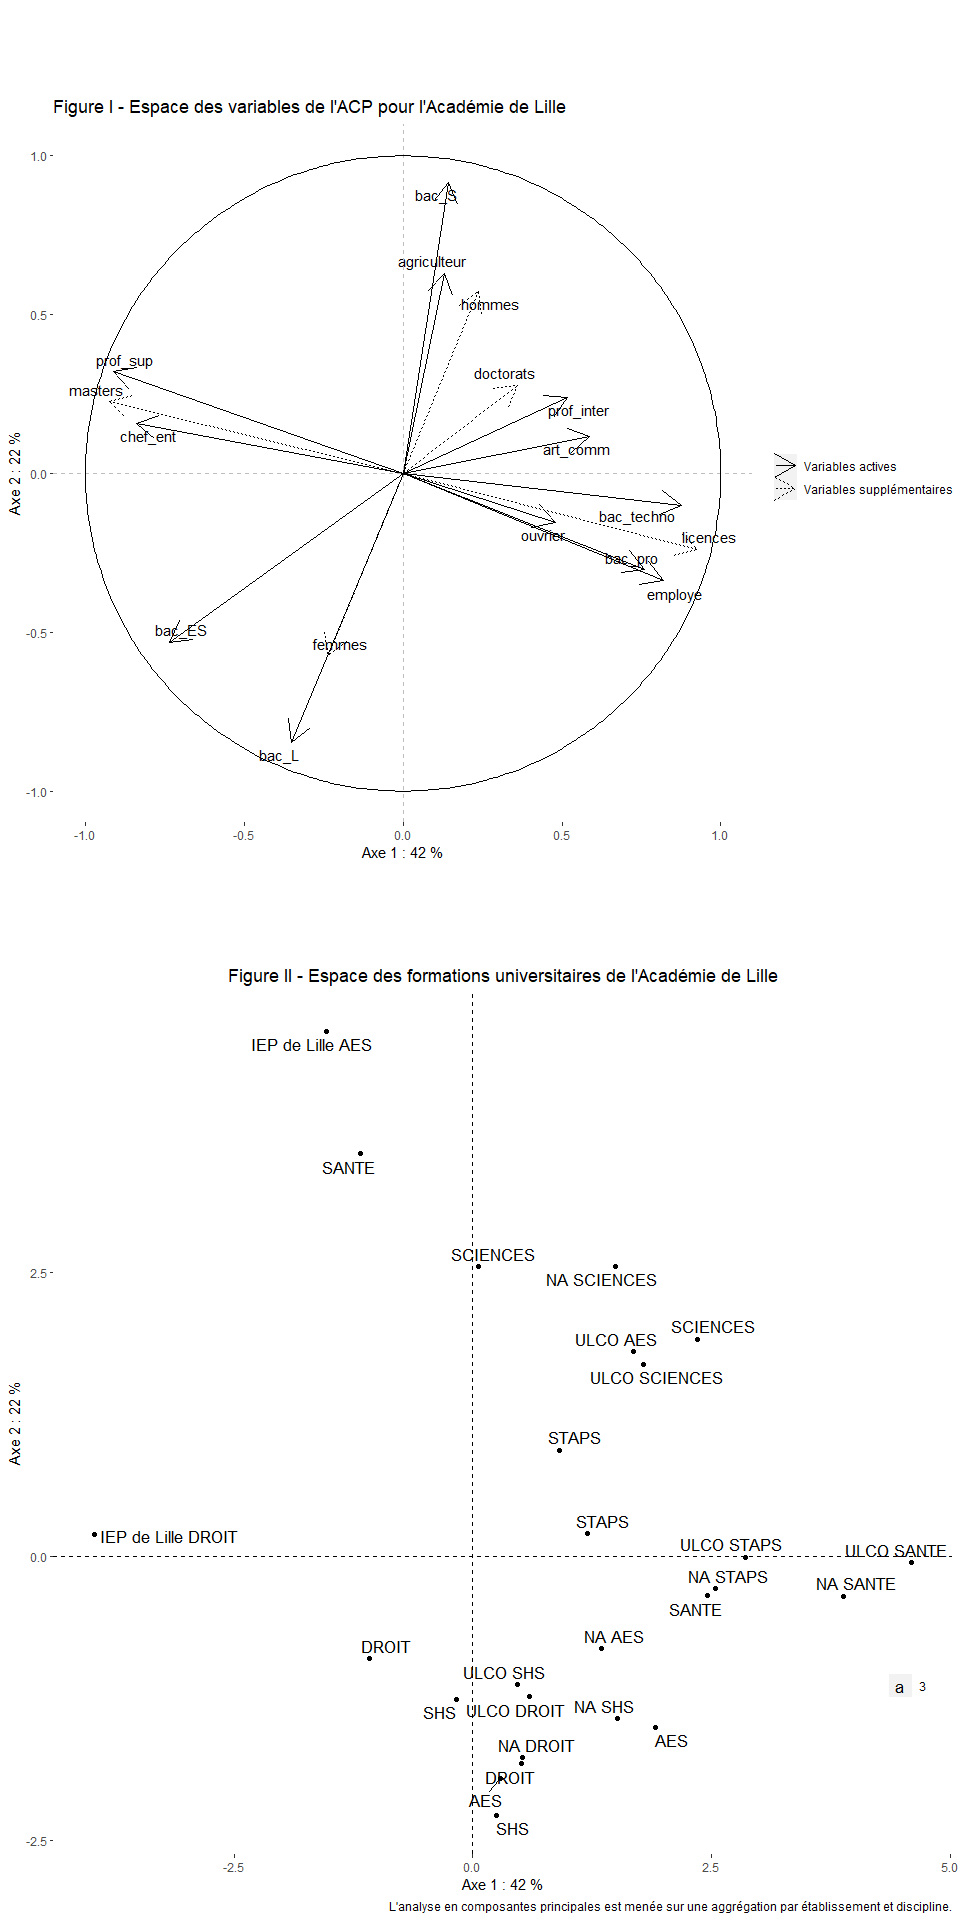 Figure I - Espace des variables de l'ACP pour l'Académie de Lille
1.0
bac_S
agriculteur
hommes
0.5
prof_sup
doctorats
masters
prof_inter
chef_ent
art_comm
Axe 2 : 22 %
0.0
Variables actives
Variables supplémentaires
bac_techno
ouvrier
licences
bac_pro
employe
-0.5
bac_ES
femmes
bac_L
-1.0
-1.0 -0.5 0.0 0.5 1.0
Axe 1 : 42 %
Figure II - Espace des formations universitaires de l'Académie de Lille
IEP de Lille AES
SANTE
SCIENCES
2.5
NA SCIENCES
SCIENCES
ULCO AES
ULCO SCIENCES
Axe 2 : 22 %
STAPS
STAPS
IEP de Lille DROIT
ULCO STAPS
ULCO SANTE
0.0
NA STAPS
NA SANTE
SANTE
NA AES
DROIT
ULCO SHS
a 3
SHS
ULCO DROIT
NA SHS
AES
NA DROIT
DROIT
AES
SHS
-2.5
-2.5 0.0 2.5 5.0
Axe 1 : 42 %
L'analyse en composantes principales est menée sur une aggrégation par établissement et discipline.